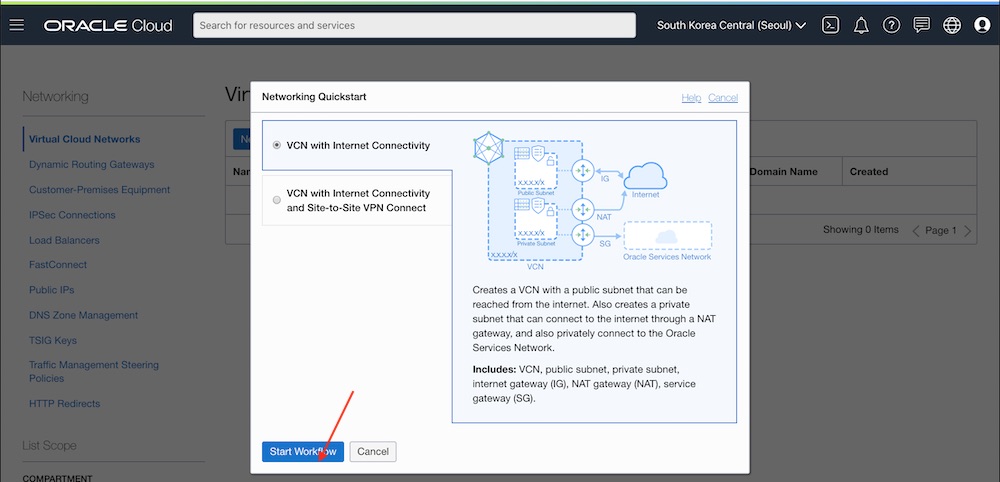 ORACLE Cloud
Search for resources and services
South Korea Central (Seoul)
Networking
Virtual Cloud Networks
Dynamic Routing Gateways
Customer-Premises Equipment
IPSec Connections
Load Balancers
FastConnect
Public IPs
DNS Zone Management
TSIG Keys
Traffic Management Steering
Policies
HTTP Redirects
List Scope
COMPARTMENT
Domain Name
Created
Showing 0 Items
Page 1
Networking Quickstart
Help
Cancel
VCN with Internet Connectivity
VCN with Internet Connectivity
and Site-to-Site VPN Connect
X.X.X.X/X
Public Subnet
X.X.X.X/X
Private Subnet
X.X.X.X/X
VCN
IG
NAT
SG
Internet
Oracle Services Network
Creates a VCN with a public subnet that can be
reached from the internet. Also creates a private
subnet that can connect to the internet through a NAT
gateway, and also privately connect to the Oracle
Services Network.
Includes: VCN, public subnet, private subnet,
internet gateway (IG), NAT gateway (NAT), service
gateway (SG).
Start Workflow
Cancel